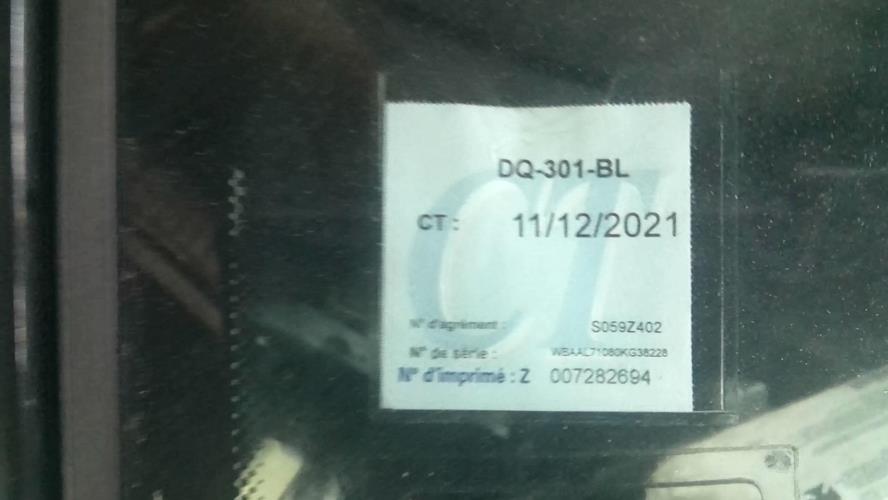 DQ-301-BL
CT : 11/12/2021
N° d'agrément : S059Z402
N° de série : WBAAL71080KG38228
N° d'imprimé : Z 007282694